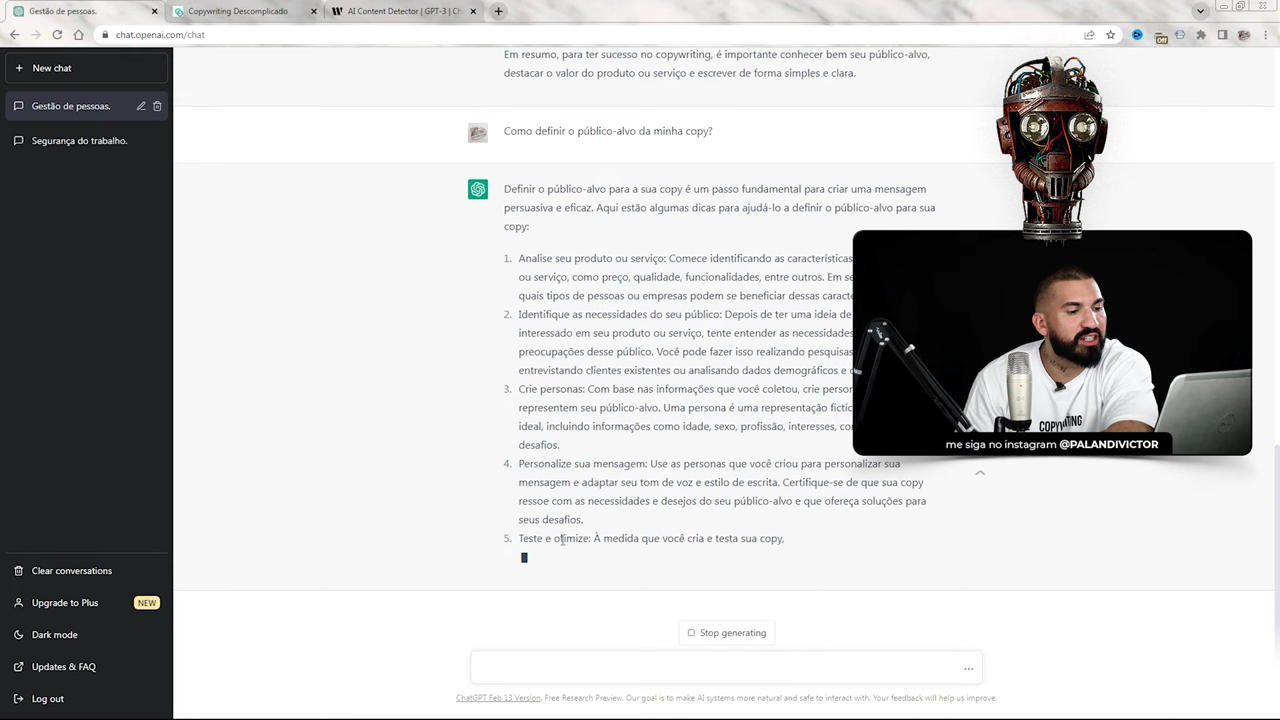 Gestão de pessoas.
Copywriting Descomplicado
AI Content Detector | GPT-3 | Ch
chat.openai.com/chat
Off
New chat
Gestão de pessoas.
Segurança do trabalho.
Em resumo, para ter sucesso no copywriting, é importante conhecer bem seu público-alvo,
destacar o valor do produto ou serviço e escrever de forma simples e clara.
Como definir o público-alvo da minha copy?
Definir o público-alvo para a sua copy é um passo fundamental para criar uma mensagem
persuasiva e eficaz. Aqui estão algumas dicas para ajudá-lo a definir o público-alvo para sua
copy:
1. Analise seu produto ou serviço: Comece identificando as características
ou serviço, como preço, qualidade, funcionalidades, entre outros. Em se
quais tipos de pessoas ou empresas podem se beneficiar dessas caracte
2. Identifique as necessidades do seu público: Depois de ter uma ideia de
interessado em seu produto ou serviço, tente entender as necessidades
preocupações desse público. Você pode fazer isso realizando pesquisas
entrevistando clientes existentes ou analisando dados demográficos e c
3. Crie personas: Com base nas informações que você coletou, crie person
representem seu público-alvo. Uma persona é uma representação fictíc
ideal, incluindo informações como idade, sexo, profissão, interesses, co
desafios.
4. Personalize sua mensagem: Use as personas que você criou para personalizar sua
mensagem e adaptar seu tom de voz e estilo de escrita. Certifique-se de que sua copy
ressoe com as necessidades e desejos do seu público-alvo e que ofereça soluções para
seus desafios.
5. Teste e otimize: À medida que você cria e testa sua copy,
COPYWRITING
me siga no instagram @PALANDIVICTOR
Clear conversations
Upgrade to Plus NEW
Dark mode
Updates & FAQ
Log out
Stop generating
ChatGPT Feb 13 Version. Free Research Preview. Our goal is to make AI systems more natural and safe to interact with. Your feedback will help us improve.